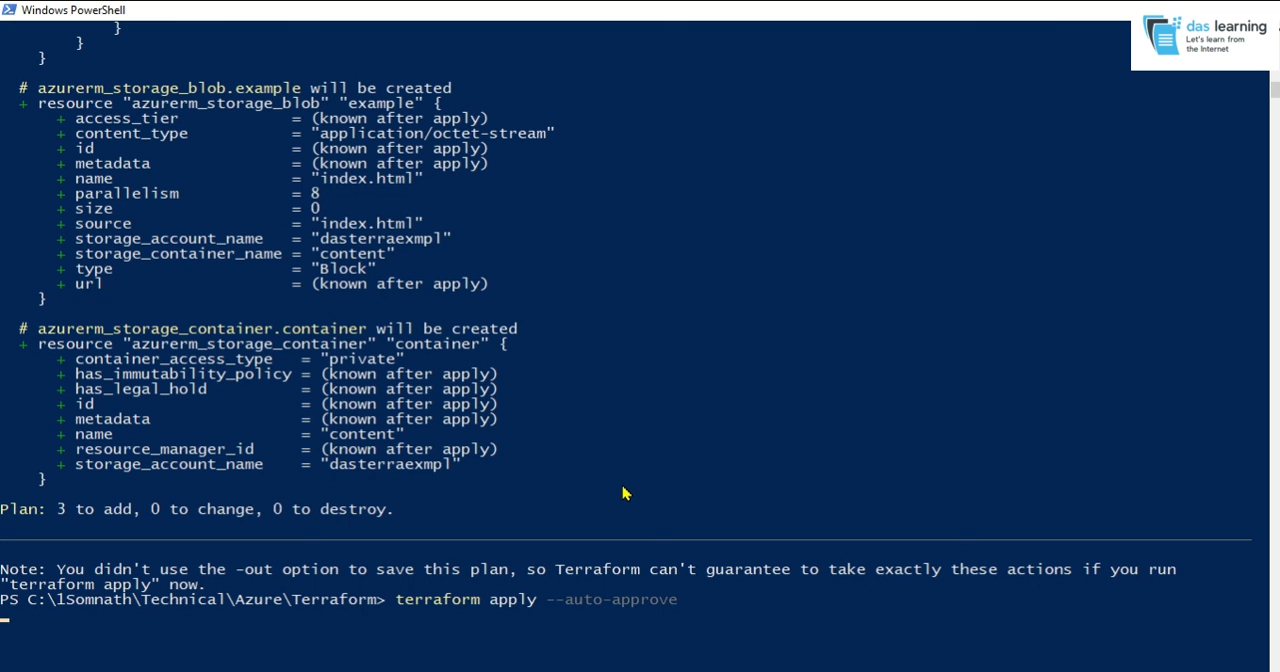 Windows PowerShell
das learning
Let's learn from
the Internet
}
}
}
# azurerm_storage_blob.example will be created
+ resource "azurerm_storage_blob" "example" {
+ access_tier = (known after apply)
+ content_type = "application/octet-stream"
+ id = (known after apply)
+ metadata = (known after apply)
+ name = "index.html"
+ parallelism = 8
+ size = 0
+ source = "index.html"
+ storage_account_name = "dasterraexmpl"
+ storage_container_name = "content"
+ type = "Block"
+ url = (known after apply)
}
# azurerm_storage_container.container will be created
+ resource "azurerm_storage_container" "container" {
+ container_access_type = "private"
+ has_immutability_policy = (known after apply)
+ has_legal_hold = (known after apply)
+ id = (known after apply)
+ metadata = (known after apply)
+ name = "content"
+ resource_manager_id = (known after apply)
+ storage_account_name = "dasterraexmpl"
}
Plan: 3 to add, 0 to change, 0 to destroy.
Note: You didn't use the -out option to save this plan, so Terraform can't guarantee to take exactly these actions if you run
"terraform apply" now.
PS C:\lSomnath\Technical\Azure\Terraform> terraform apply --auto-approve